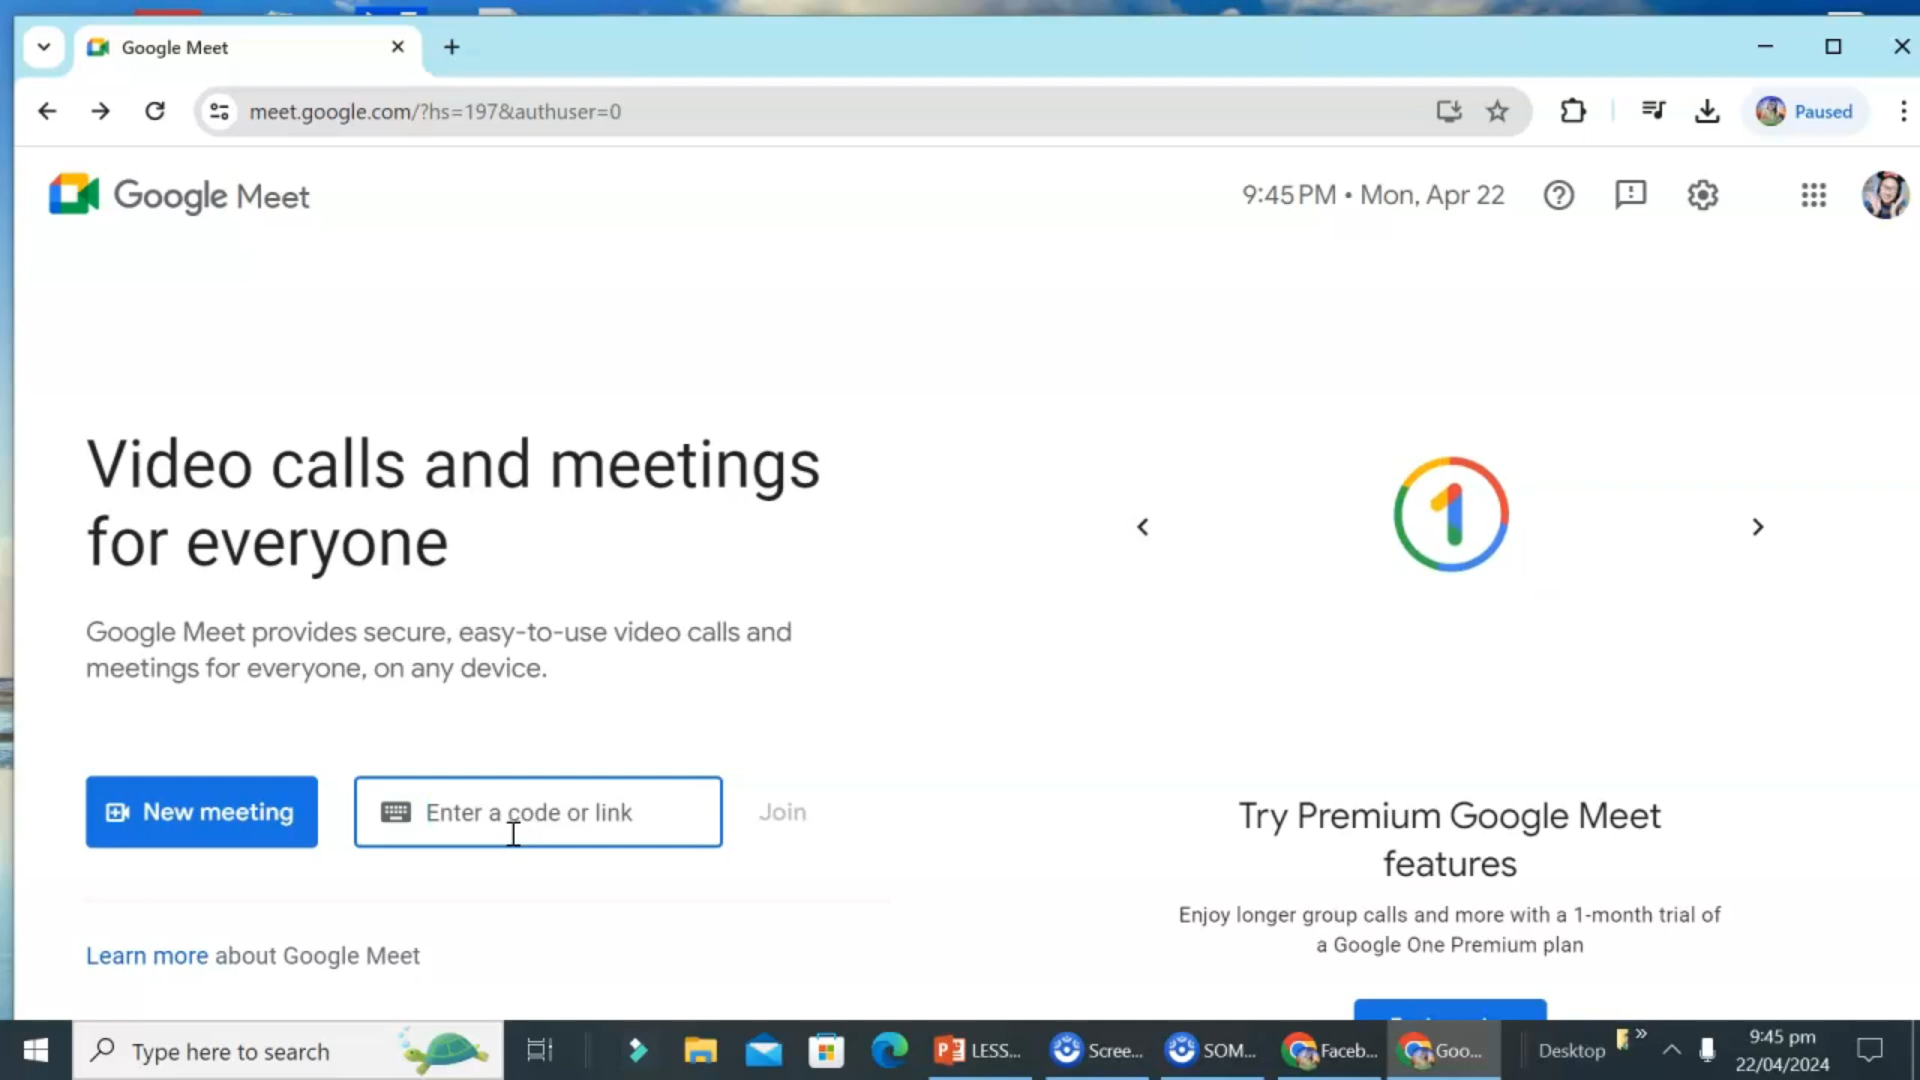 Google Meet
meet.google.com/?hs=197&authuser=0
Paused
Google Meet
9:45 PM • Mon, Apr 22
Video calls and meetings
for everyone
Google Meet provides secure, easy-to-use video calls and
meetings for everyone, on any device.
New meeting
Enter a code or link
Join
Learn more about Google Meet
Try Premium Google Meet
features
Enjoy longer group calls and more with a 1-month trial of
a Google One Premium plan
Type here to search
LESS...
Scree...
SOM...
Faceb...
Goo...
Desktop
9:45 pm
22/04/2024